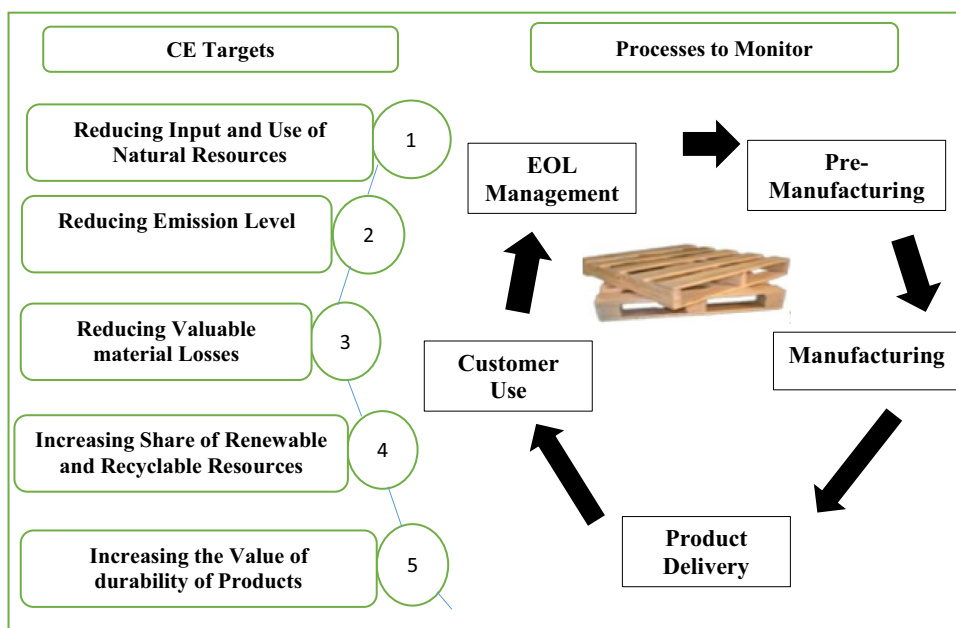 CE Targets
Reducing Input and Use of
Natural Resources
1
Reducing Emission Level
2
Reducing Valuable
material Losses
3
Increasing Share of Renewable
and Recyclable Resources
4
Increasing the Value of
durability of Products
5
Processes to Monitor
EOL
Management
Pre-
Manufacturing
Manufacturing
Product
Delivery
Customer
Use